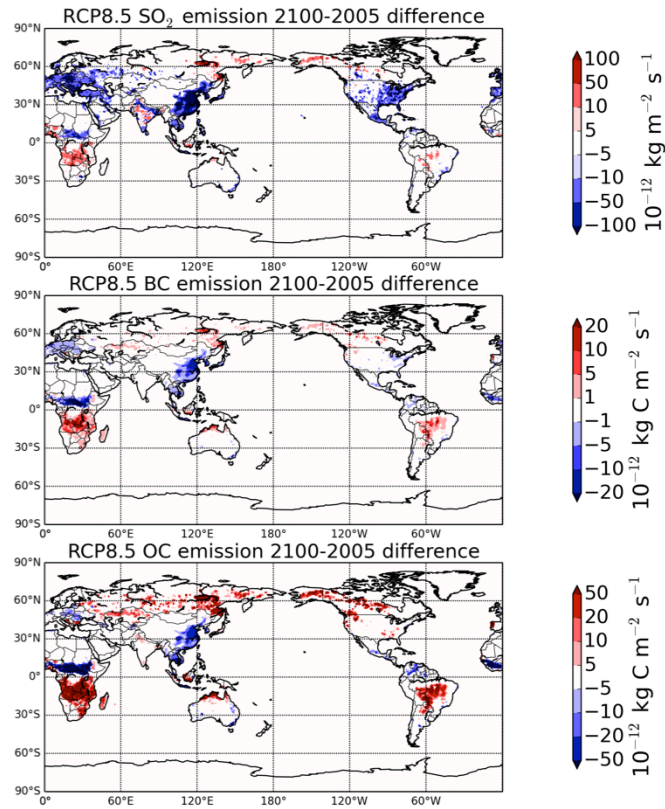 RCP8.5 SO₂ emission 2100-2005 difference
90°N
60°N
30°N
0°
30°S
60°S
90°S
0° 60°E 120°E 180° 120°W 60°W
100
50
10
5
−5
−10
−50
−100
10⁻¹² kg m⁻² s⁻¹
RCP8.5 BC emission 2100-2005 difference
90°N
60°N
30°N
0°
30°S
60°S
90°S
0° 60°E 120°E 180° 120°W 60°W
20
10
5
1
−1
−5
−10
−20
10⁻¹² kg C m⁻² s⁻¹
RCP8.5 OC emission 2100-2005 difference
90°N
60°N
30°N
0°
30°S
60°S
90°S
0° 60°E 120°E 180° 120°W 60°W
50
20
10
5
−5
−10
−20
−50
10⁻¹² kg C m⁻² s⁻¹